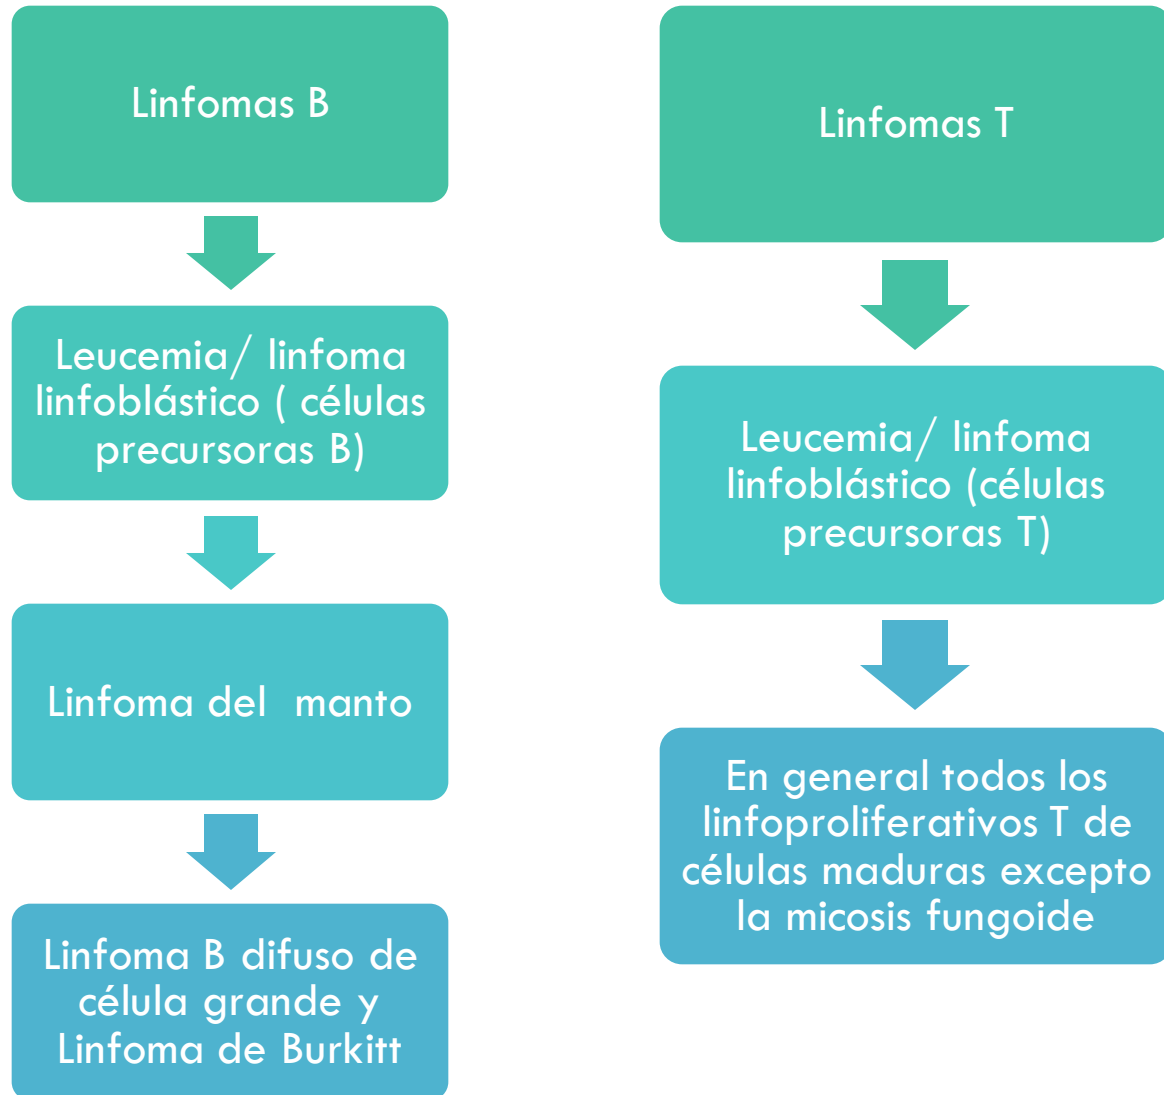 Linfomas B
Leucemia/ linfoma
linfoblástico ( células
precursoras B)
Linfoma del  manto
Linfoma B difuso de
célula grande y
Linfoma de Burkitt
Linfomas T
Leucemia/ linfoma
linfoblástico (células
precursoras T)
En general todos los
linfoproliferativos T de
células maduras excepto
la micosis fungoide